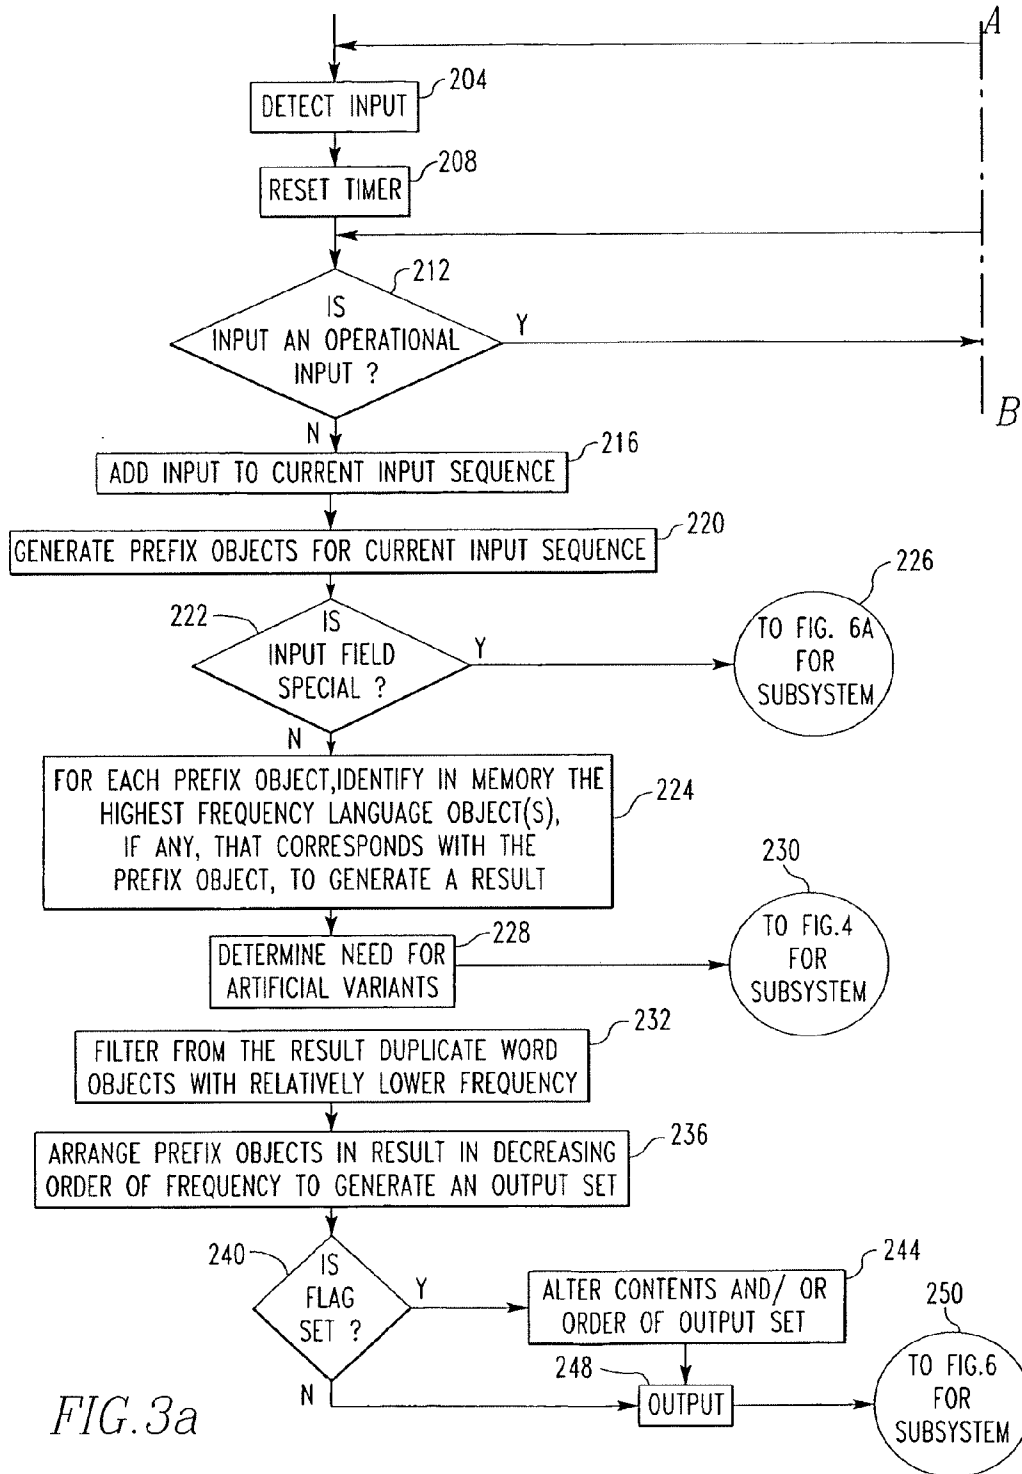 A
204
DETECT INPUT
208
RESET TIMER
212
IS
INPUT AN OPERATIONAL
INPUT ?
Y
B
N
216
ADD INPUT TO CURRENT INPUT SEQUENCE
220
GENERATE PREFIX OBJECTS FOR CURRENT INPUT SEQUENCE
222
IS
INPUT FIELD
SPECIAL ?
Y
226
TO FIG. 6A
FOR
SUBSYSTEM
N
FOR EACH PREFIX OBJECT,IDENTIFY IN MEMORY THE
HIGHEST FREQUENCY LANGUAGE OBJECT(S),
IF ANY, THAT CORRESPONDS WITH THE
PREFIX OBJECT, TO GENERATE A RESULT
224
228
DETERMINE NEED FOR
ARTIFICIAL VARIANTS
230
TO FIG.4
FOR
SUBSYSTEM
232
FILTER FROM THE RESULT DUPLICATE WORD
OBJECTS WITH RELATIVELY LOWER FREQUENCY
236
ARRANGE PREFIX OBJECTS IN RESULT IN DECREASING
ORDER OF FREQUENCY TO GENERATE AN OUTPUT SET
240
IS
FLAG
SET ?
Y
244
ALTER CONTENTS AND/ OR
ORDER OF OUTPUT SET
N
248
OUTPUT
250
TO FIG.6
FOR
SUBSYSTEM
FIG.3a